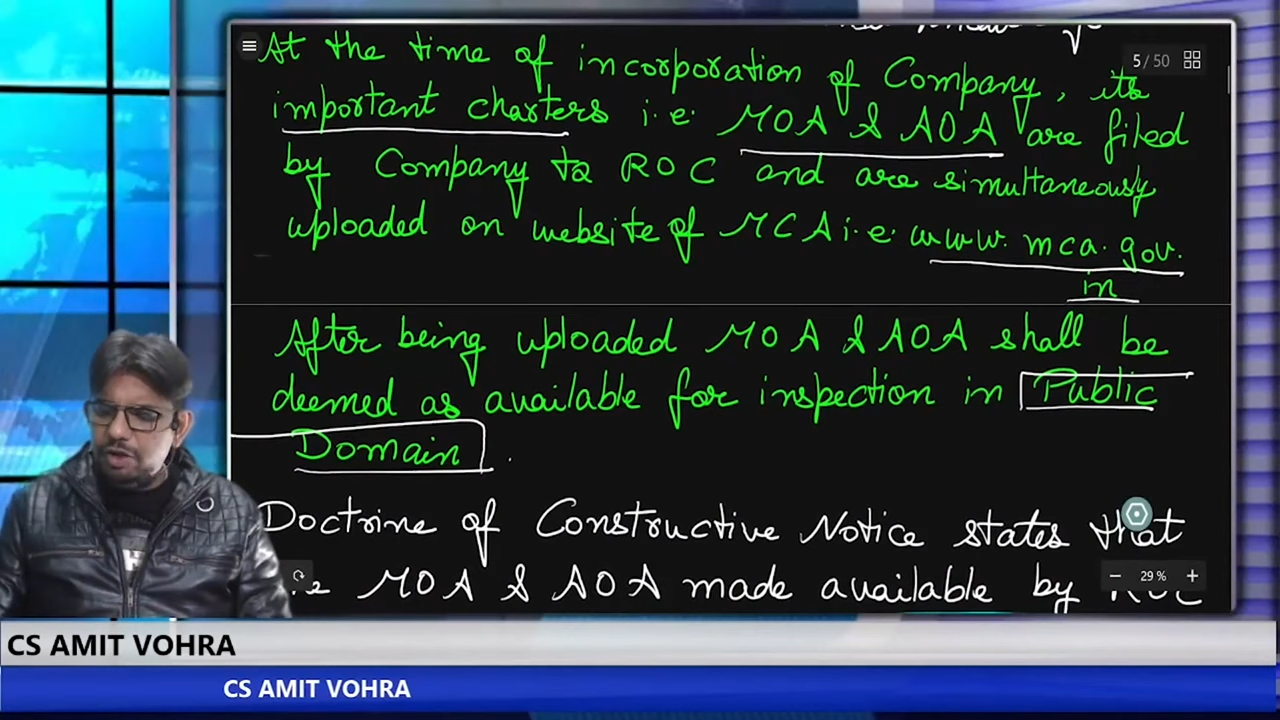 5 / 50
At the time of incorporation of Company, its
important charters i.e. MOA & AOA are filed
by Company to ROC and are simultaneously
uploaded on website of MCA i.e. www.mca.gov.
in
After being uploaded MOA & AOA shall be
deemed as available for inspection in Public
Domain.
Doctrine of Constructive Notice states that
MOA & AOA made available by ROC
29 %
CS AMIT VOHRA
CS AMIT VOHRA